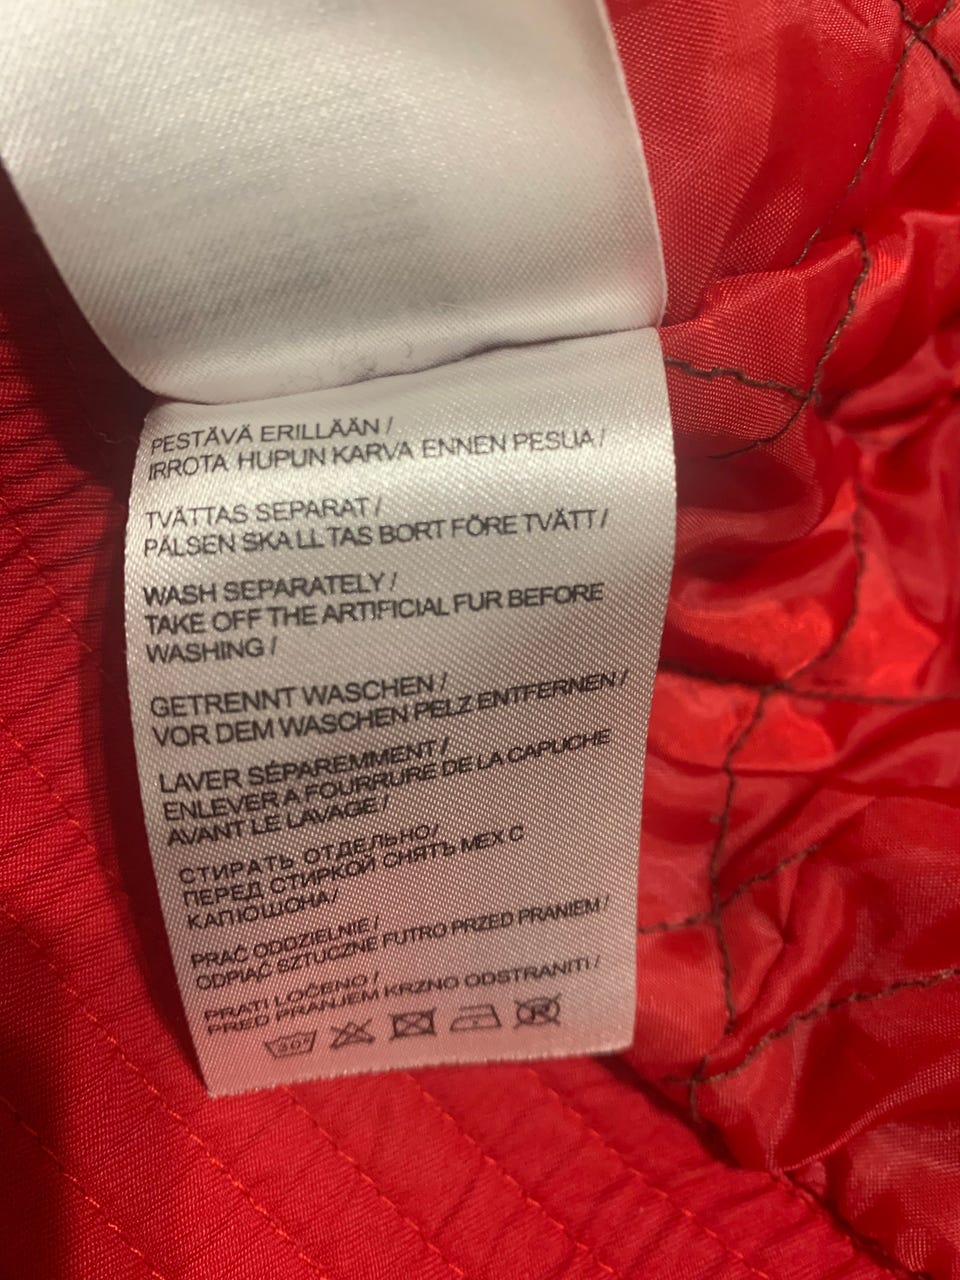 PESTÄVÄ ERILLÄÄN /
IRROTA HUPUN KARVA ENNEN PESUA /
TVÄTTAS SEPARAT /
PÄLSEN SKA LL TAS BORT FÖRE TVÄTT /
WASH SEPARATELY /
TAKE OFF THE ARTIFICIAL FUR BEFORE
WASHING /
GETRENNT WASCHEN /
VOR DEM WASCHEN PELZ ENTFERNEN /
LAVER SÉPAREMMENT /
ENLEVER A FOURRURE DE LA CAPUCHE
AVANT LE LAVAGE /
СТИРАТЬ ОТДЕЛЬНО/
ПЕРЕД СТИРКОЙ СНЯТЬ МЕХ С
КАПЮШОНА/
PRAĆ ODDZIELNIE /
ODPIĄĆ SZTUCZNE FUTRO PRZED PRANIEM /
PRATI LOČENO /
PRED PRANJEM KRZNO ODSTRANITI /
30°